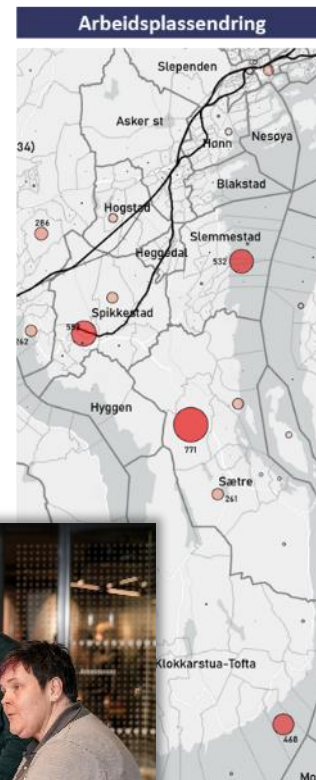 Arbeidsplassendring
Slependen
Asker st
34)
Hønn
Nesøya
Blakstad
Hogstad
286
Slemmestad
Heggedal
532
Spikkestad
262
Hyggen
771
Sætre
261
Klokkarstua-Tofta
468